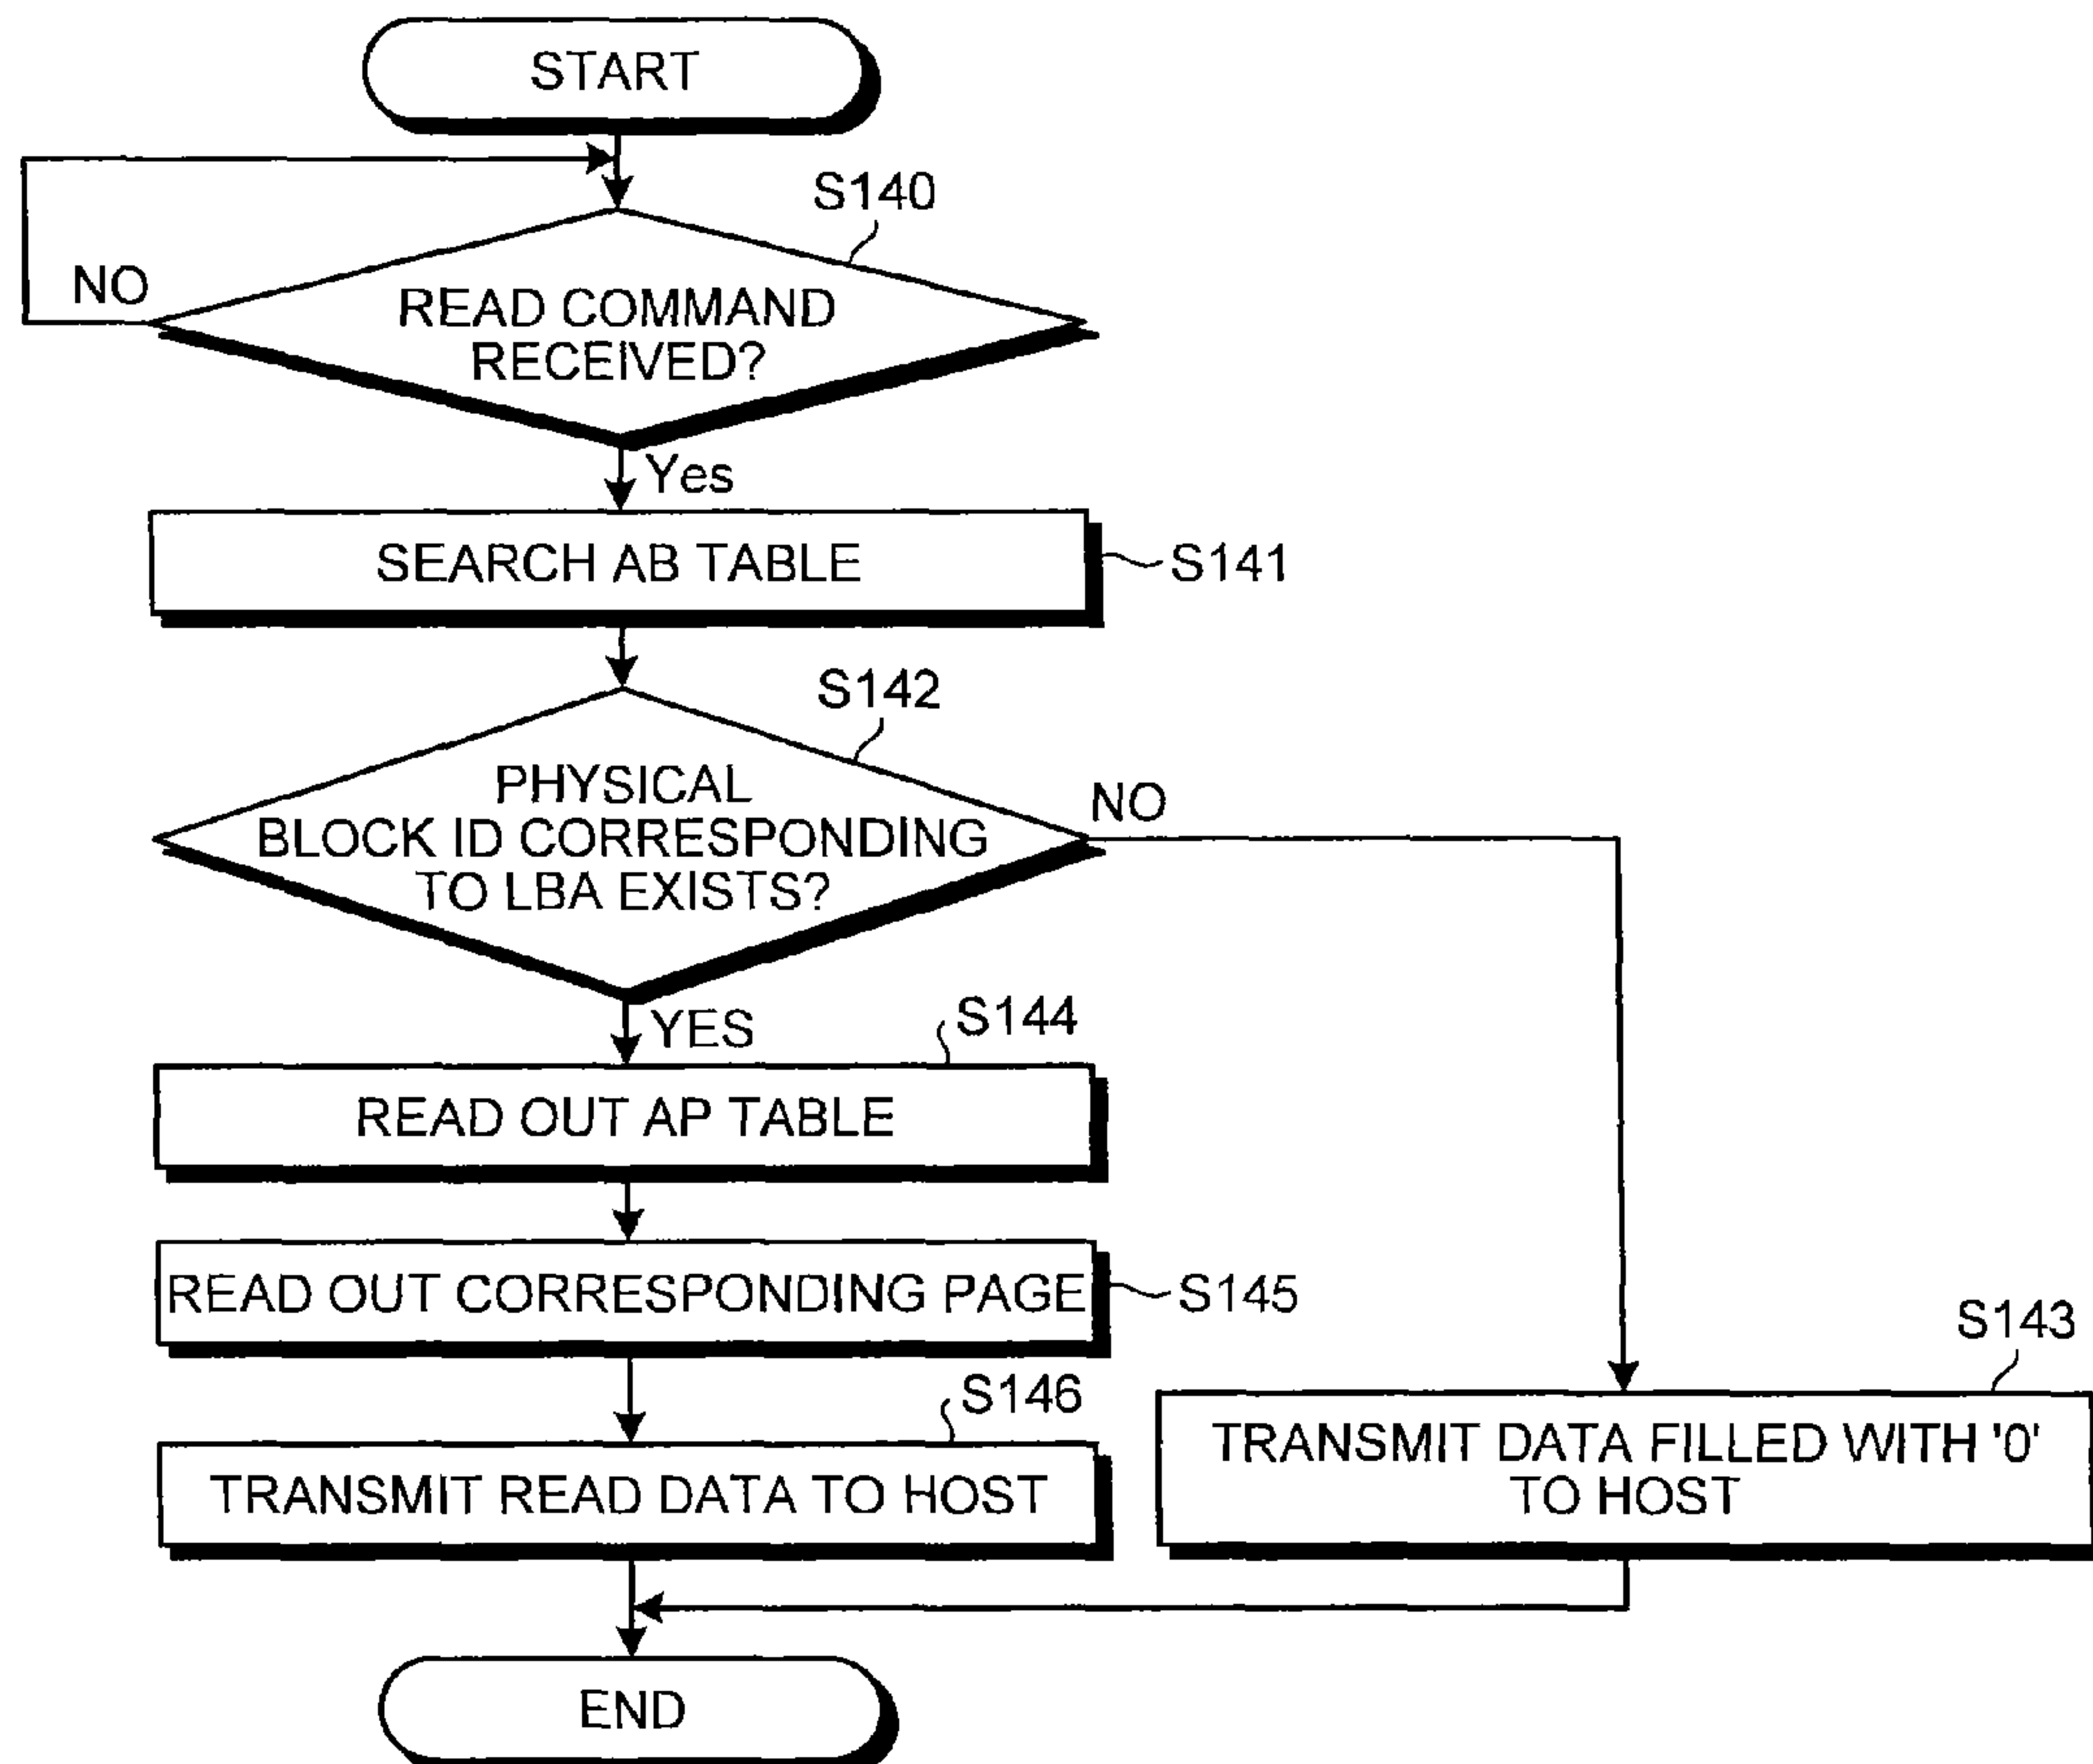 START
S140
NO
READ COMMAND
RECEIVED?
Yes
SEARCH AB TABLE
S141
S142
PHYSICAL
BLOCK ID CORRESPONDING
TO LBA EXISTS?
NO
YES
S144
READ OUT AP TABLE
READ OUT CORRESPONDING PAGE
S145
S143
S146
TRANSMIT READ DATA TO HOST
TRANSMIT DATA FILLED WITH '0'
TO HOST
END